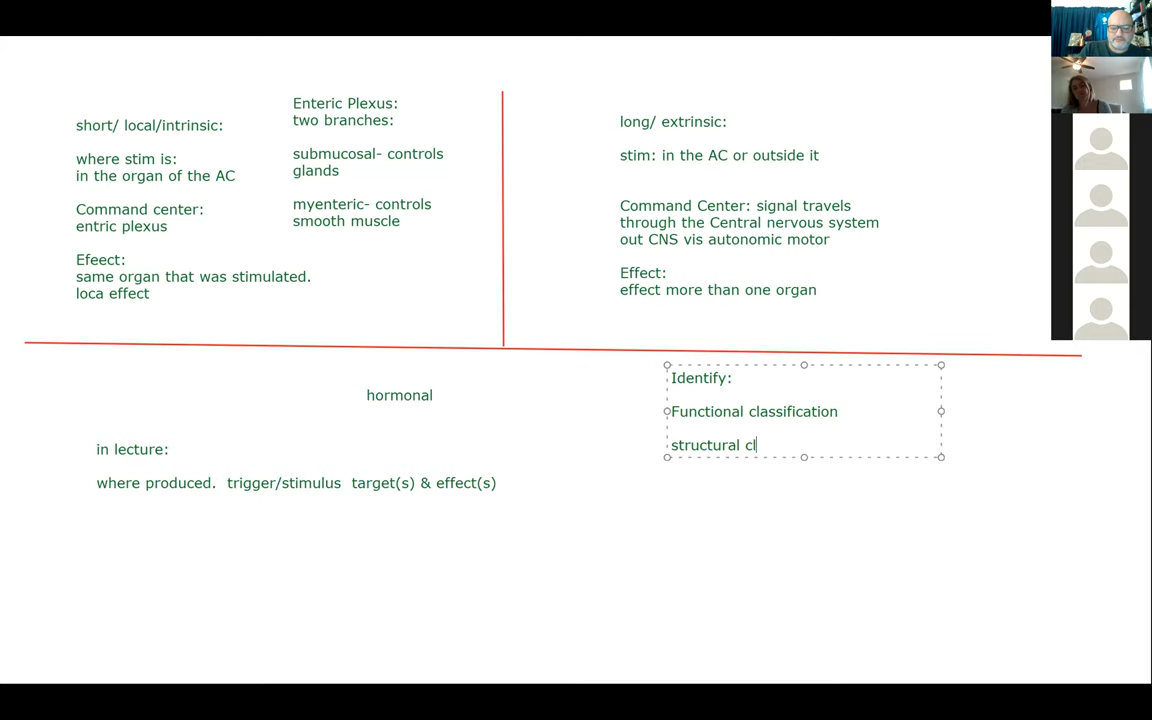 short/ local/intrinsic:
where stim is:
in the organ of the AC
Command center:
entric plexus
Efeect:
same organ that was stimulated.
loca effect
Enteric Plexus:
two branches:
submucosal- controls
glands
myenteric- controls
smooth muscle
long/ extrinsic:
stim: in the AC or outside it
Command Center: signal travels
through the Central nervous system
out CNS vis autonomic motor
Effect:
effect more than one organ
hormonal
in lecture:
where produced.  trigger/stimulus  target(s) & effect(s)
Identify:
Functional classification
structural cl